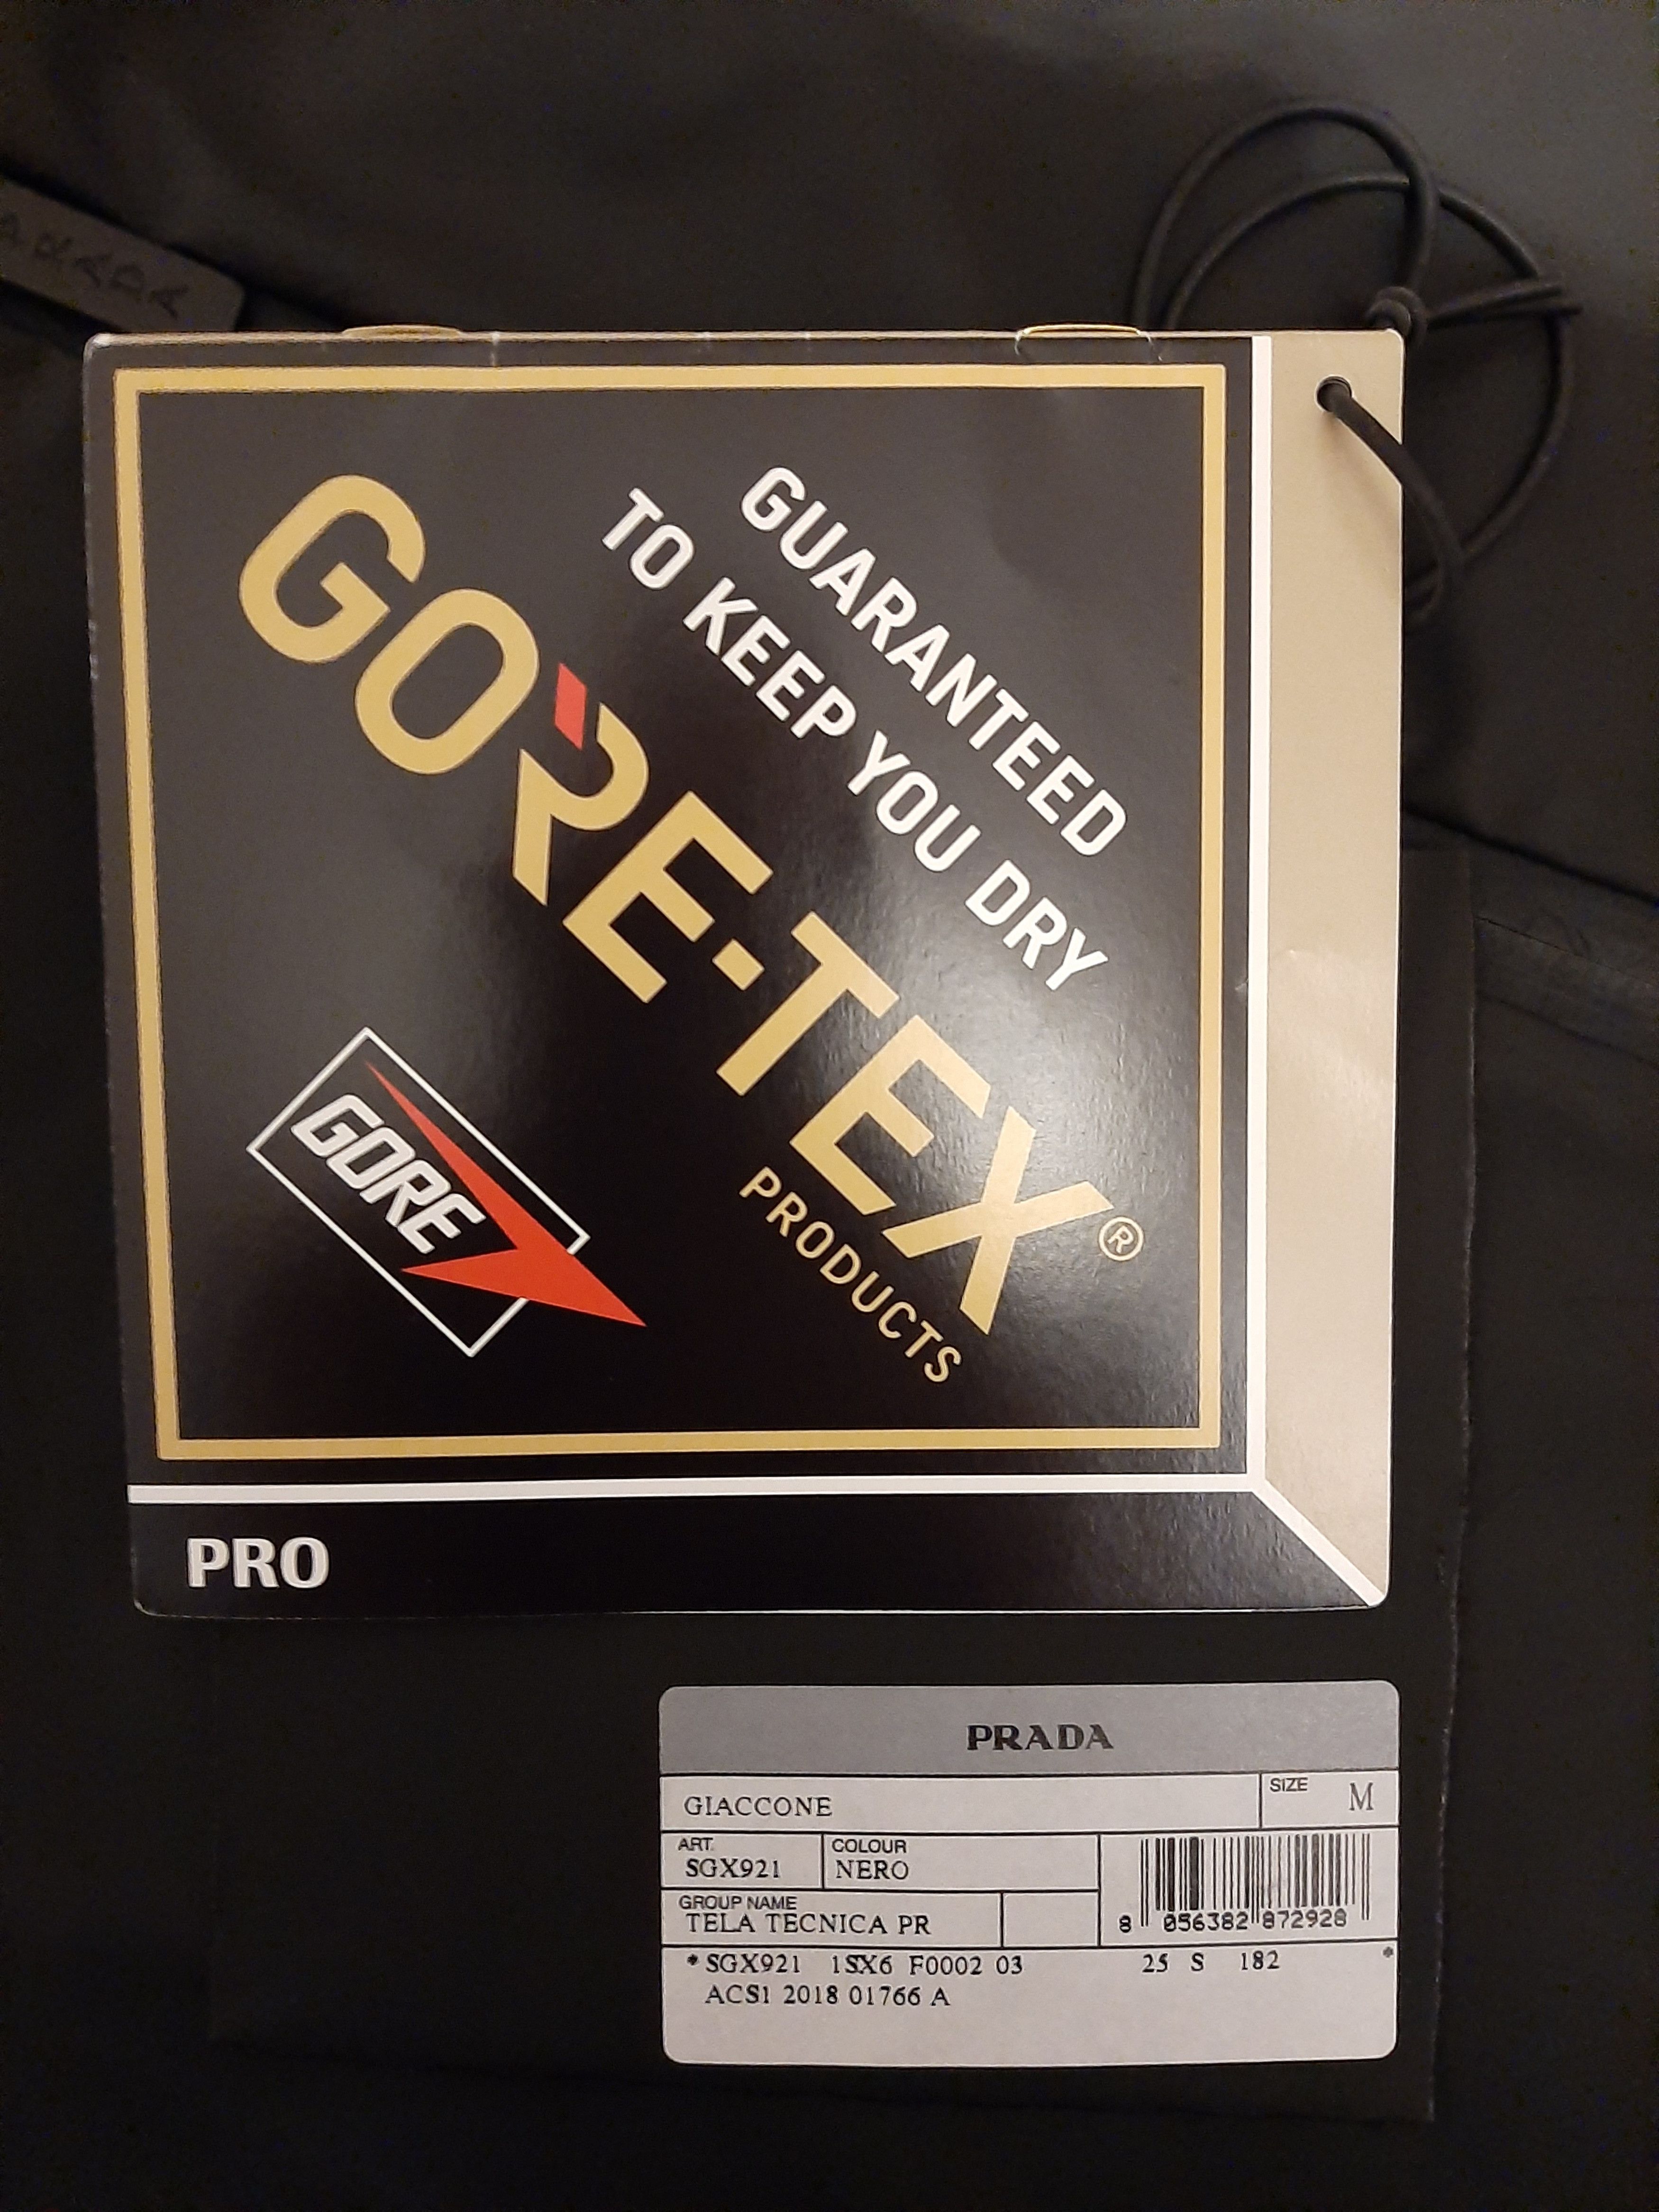 GUARANTEED
TO KEEP YOU DRY
GORE-TEX®
PRODUCTS
GORE
PRO
PRADA
GIACCONE
SIZE M
ART. COLOUR
SGX921 NERO
GROUP NAME
TELA TECNICA PR
8 056382 872928
* SGX921 1SX6 F0002 03 25 S 182 *
ACS1 2018 01766 A